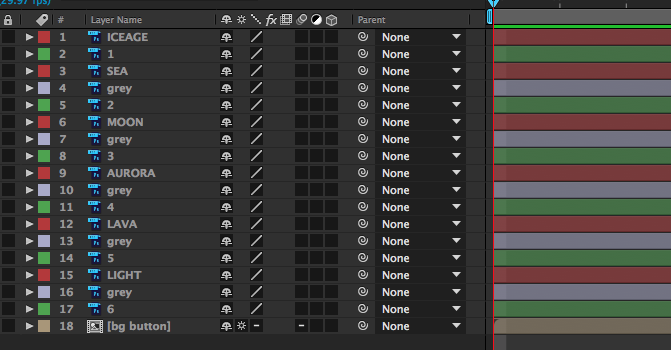 (29.97 fps)
# Layer Name fx Parent
1 ICEAGE None
2 1 None
3 SEA None
4 grey None
5 2 None
6 MOON None
7 grey None
8 3 None
9 AURORA None
10 grey None
11 4 None
12 LAVA None
13 grey None
14 5 None
15 LIGHT None
16 grey None
17 6 None
18 [bg button] None